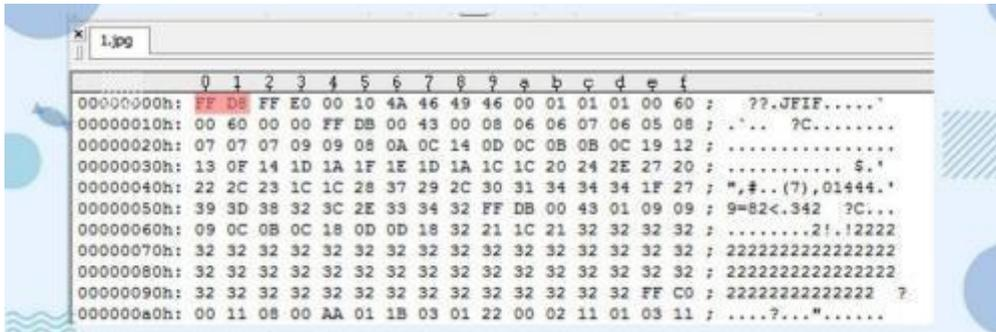 1.jpg
0 1 2 3 4 5 6 7 8 9 a b c d e f
00000000h: FF D8 FF E0 00 10 4A 46 49 46 00 01 01 01 00 60 ; ??.JFIF.....`
00000010h: 00 60 00 00 FF DB 00 43 00 08 06 06 07 06 05 08 ; .`.. ?C........
00000020h: 07 07 07 09 09 08 0A 0C 14 0D 0C 0B 0B 0C 19 12 ; ................
00000030h: 13 0F 14 1D 1A 1F 1E 1D 1A 1C 1C 20 24 2E 27 20 ; ........... $.'
00000040h: 22 2C 23 1C 1C 28 37 29 2C 30 31 34 34 34 1F 27 ; ",#..(7),01444.'
00000050h: 39 3D 38 32 3C 2E 33 34 32 FF DB 00 43 01 09 09 ; 9=82<.342 ?C...
00000060h: 09 0C 0B 0C 18 0D 0D 18 32 21 1C 21 32 32 32 32 ; ........2!.!2222
00000070h: 32 32 32 32 32 32 32 32 32 32 32 32 32 32 32 32 ; 2222222222222222
00000080h: 32 32 32 32 32 32 32 32 32 32 32 32 32 32 32 32 ; 2222222222222222
00000090h: 32 32 32 32 32 32 32 32 32 32 32 32 32 32 FF C0 ; 22222222222222 ?
000000a0h: 00 11 08 00 AA 01 1B 03 01 22 00 02 11 01 03 11 ; ....?..."......